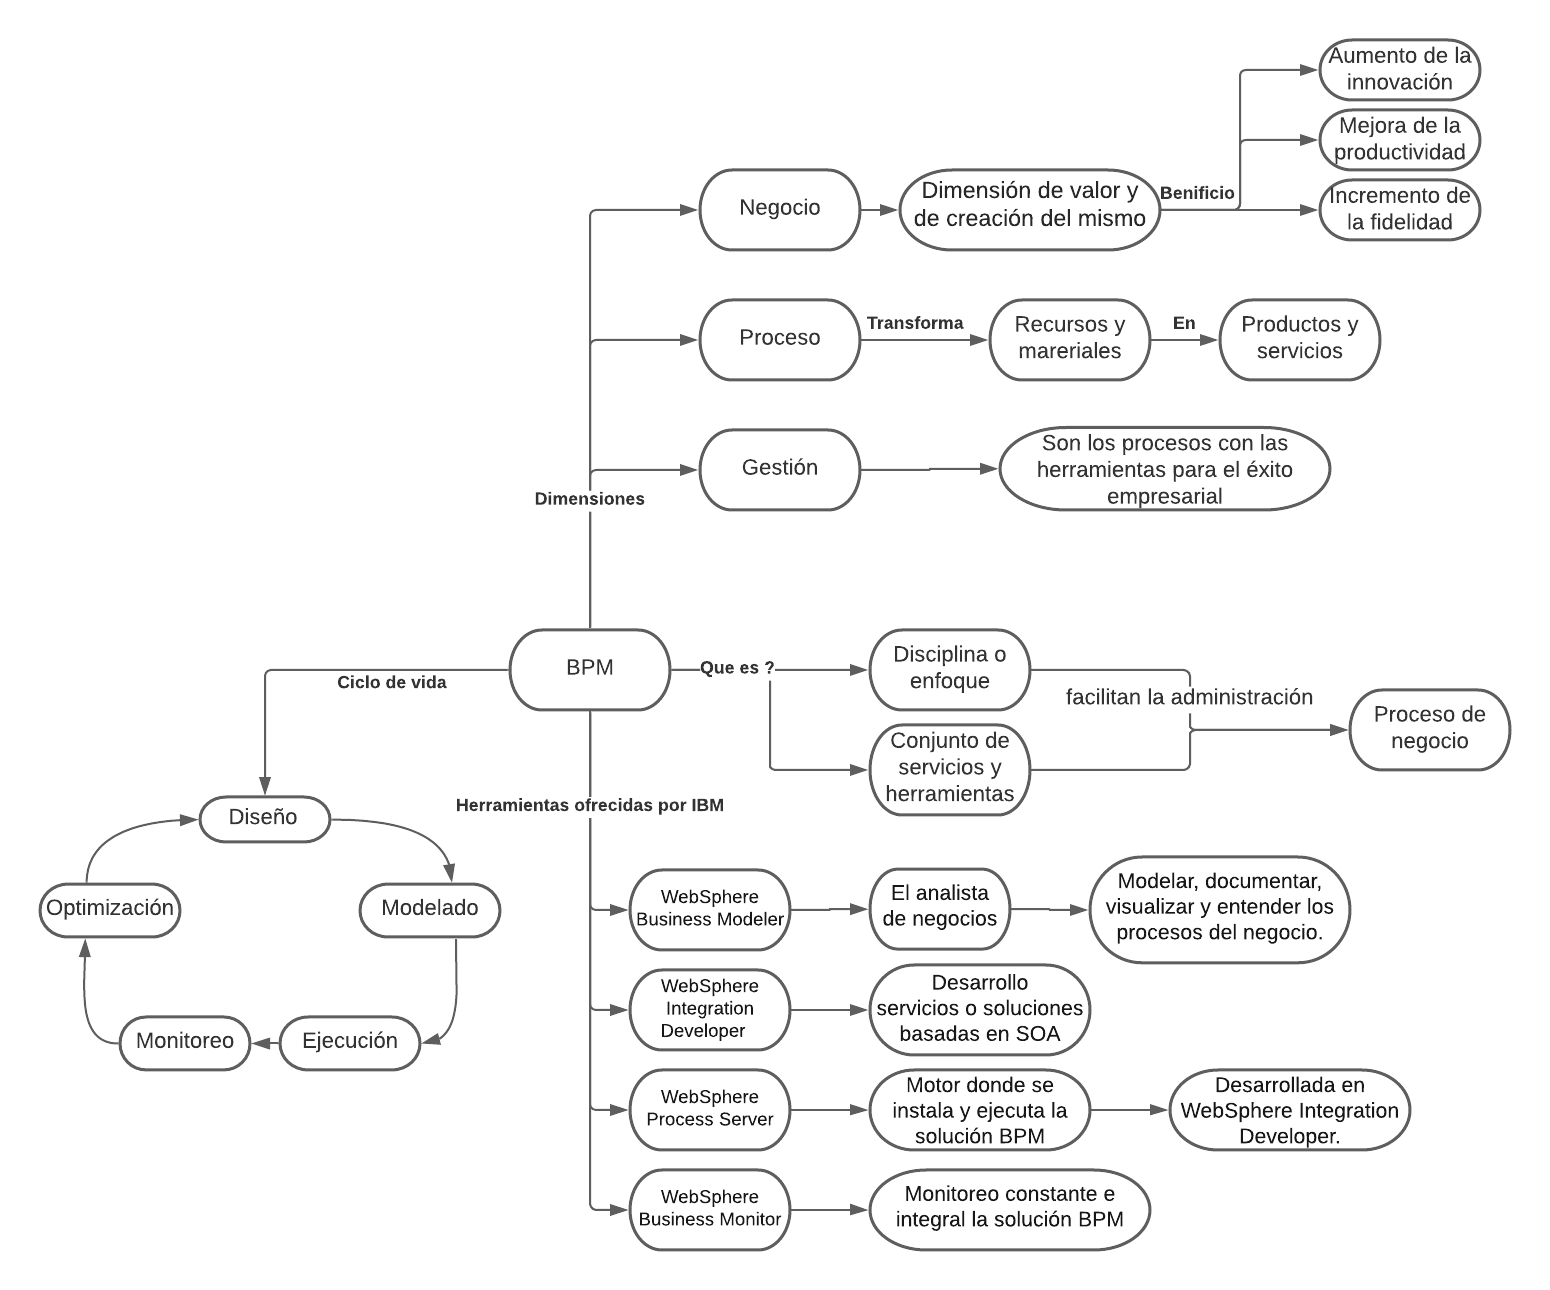 Aumento de la
innovación
Mejora de la
productividad
Incremento de
la fidelidad
Negocio
Dimensión de valor y
de creación del mismo
Benificio
Proceso
Transforma
Recursos y
mareriales
En
Productos y
servicios
Gestión
Son los procesos con las
herramientas para el éxito
empresarial
Dimensiones
BPM
Que es ?
Disciplina o
enfoque
Conjunto de
servicios y
herramientas
facilitan la administración
Proceso de
negocio
Ciclo de vida
Diseño
Modelado
Ejecución
Monitoreo
Optimización
Herramientas ofrecidas por IBM
WebSphere
Business Modeler
El analista
de negocios
Modelar, documentar,
visualizar y entender los
procesos del negocio.
WebSphere
Integration
Developer
Desarrollo
servicios o soluciones
basadas en SOA
WebSphere
Process Server
Motor donde se
instala y ejecuta la
solución BPM
Desarrollada en
WebSphere Integration
Developer.
WebSphere
Business Monitor
Monitoreo constante e
integral la solución BPM